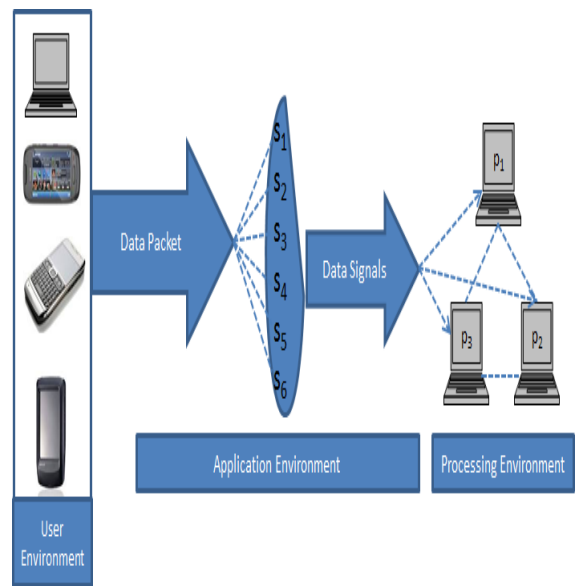 Data Packet
S₁
S₂
S₃
S₄
S₅
S₆
Data Signals
p₁
p₃
p₂
Application Environment
Processing Environment
User
Environment